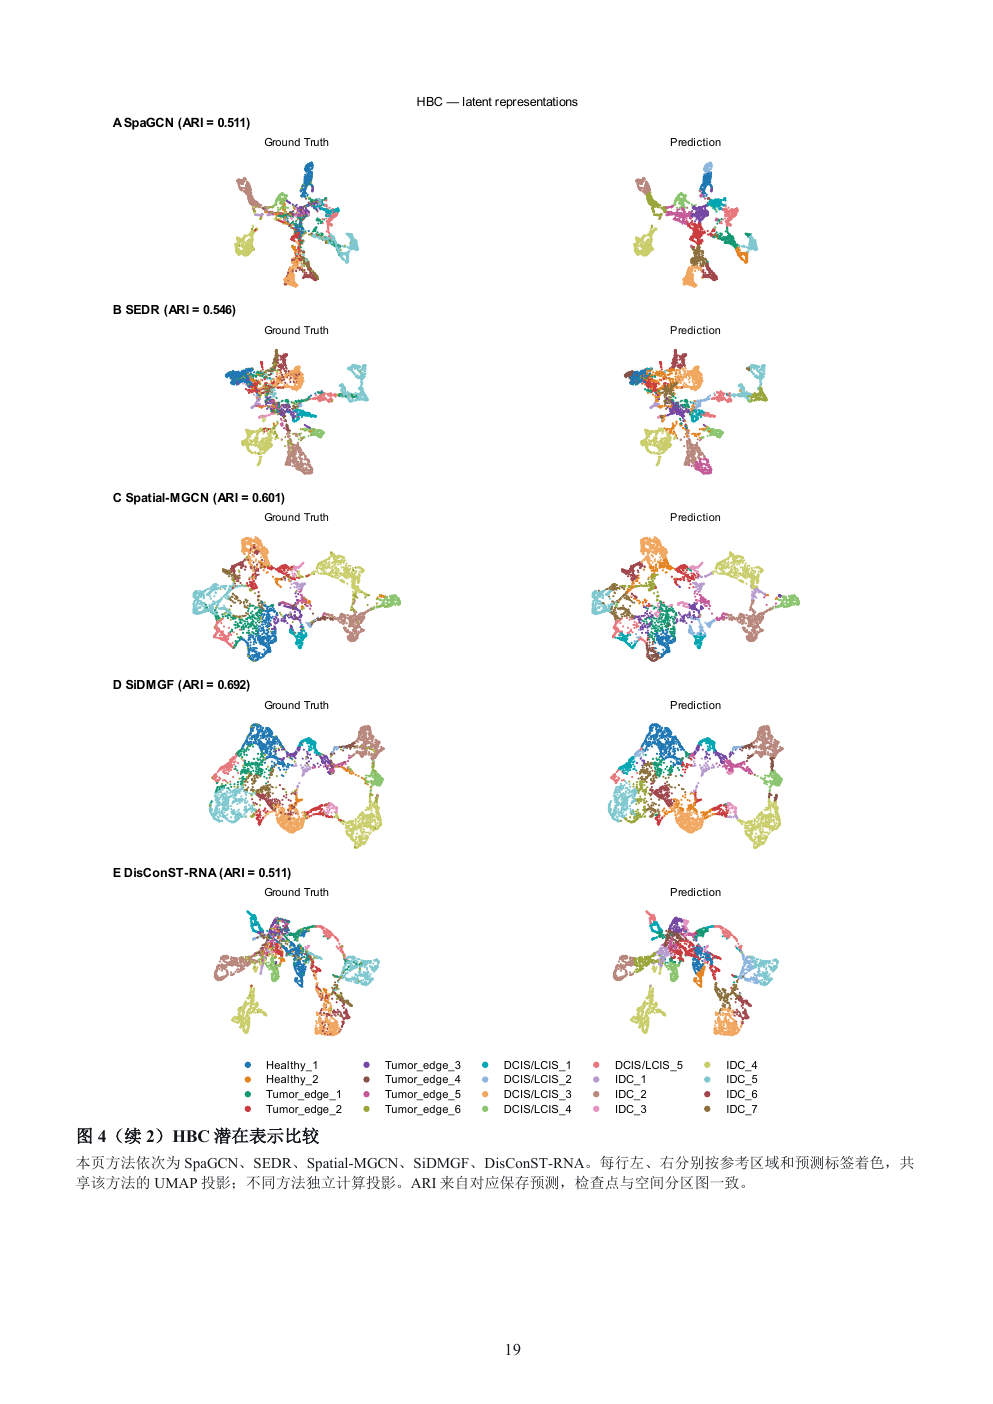 HBC — latent representations
A SpaGCN (ARI = 0.511)
Ground Truth
Prediction
B SEDR (ARI = 0.546)
Ground Truth
Prediction
C Spatial-MGCN (ARI = 0.601)
Ground Truth
Prediction
D SiDMGF (ARI = 0.692)
Ground Truth
Prediction
E DisConST-RNA (ARI = 0.511)
Ground Truth
Prediction
Healthy_1
Healthy_2
Tumor_edge_1
Tumor_edge_2
Tumor_edge_3
Tumor_edge_4
Tumor_edge_5
Tumor_edge_6
DCIS/LCIS_1
DCIS/LCIS_2
DCIS/LCIS_3
DCIS/LCIS_4
DCIS/LCIS_5
IDC_1
IDC_2
IDC_3
IDC_4
IDC_5
IDC_6
IDC_7
图 4（续 2）HBC 潜在表示比较
本页方法依次为 SpaGCN、SEDR、Spatial-MGCN、SiDMGF、DisConST-RNA。每行左、右分别按参考区域和预测标签着色，共
享该方法的 UMAP 投影；不同方法独立计算投影。ARI 来自对应保存预测，检查点与空间分区图一致。
19